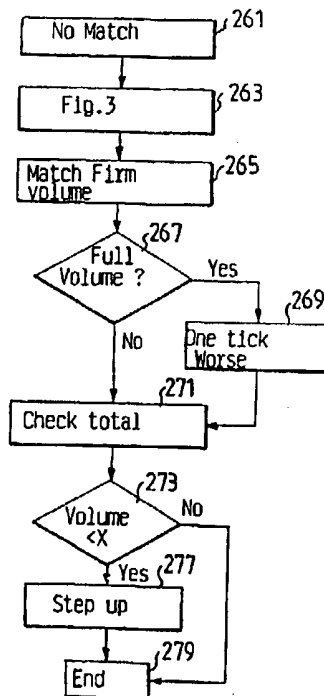 No Match
261
Fig.3
263
Match Firm
volume
265
Full
Volume ?
267
Yes
No
269
One tick
Worse
271
Check total
273
Volume
<X
No
Yes
277
Step up
End
279